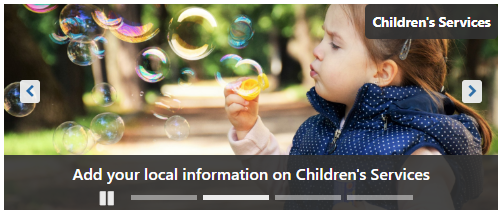 Children's Services
Add your local information on Children's Services